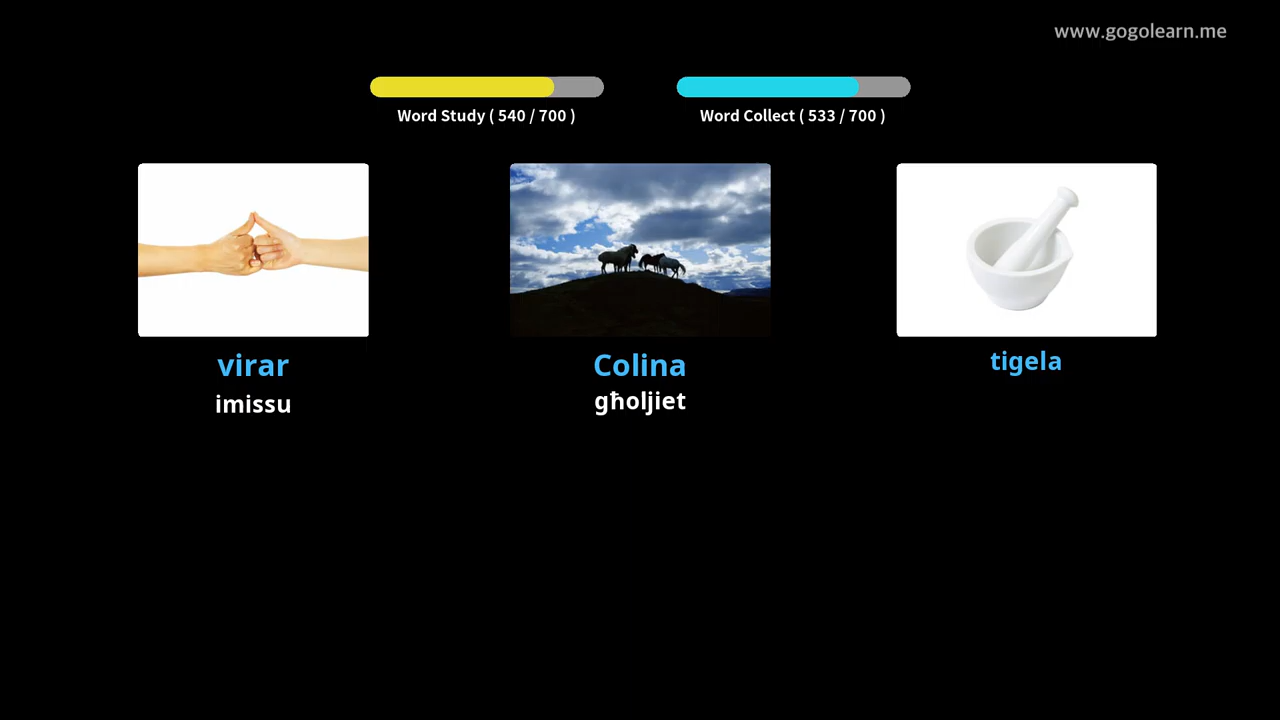 www.gogolearn.me
Word Study ( 540 / 700 )
Word Collect ( 533 / 700 )
virar
imissu
Colina
għoljiet
tigela